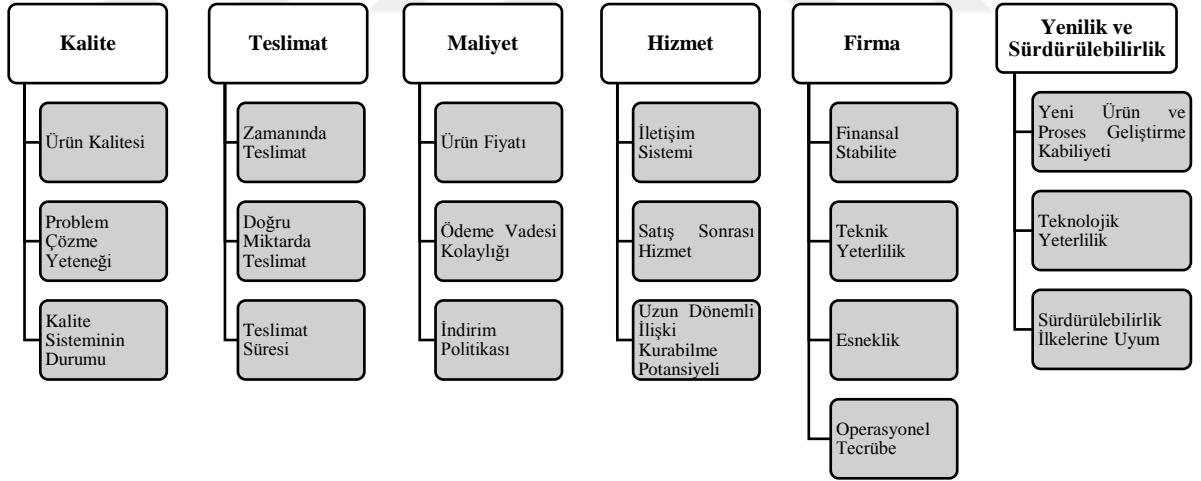 Kalite
Ürün Kalitesi
Problem
Çözme
Yeteneği
Kalite
Sisteminin
Durumu
Teslimat
Zamanında
Teslimat
Doğru
Miktarda
Teslimat
Teslimat
Süresi
Maliyet
Ürün Fiyatı
Ödeme Vadesi
Kolaylığı
İndirim
Politikası
Hizmet
İletişim
Sistemi
Satış Sonrası
Hizmet
Uzun Dönemli
İlişki
Kurabilme
Potansiyeli
Firma
Finansal
Stabilite
Teknik
Yeterlilik
Esneklik
Operasyonel
Tecrübe
Yenilik ve
Sürdürülebilirlik
Yeni Ürün ve
Proses Geliştirme
Kabiliyeti
Teknolojik
Yeterlilik
Sürdürülebilirlik
İlkelerine Uyum